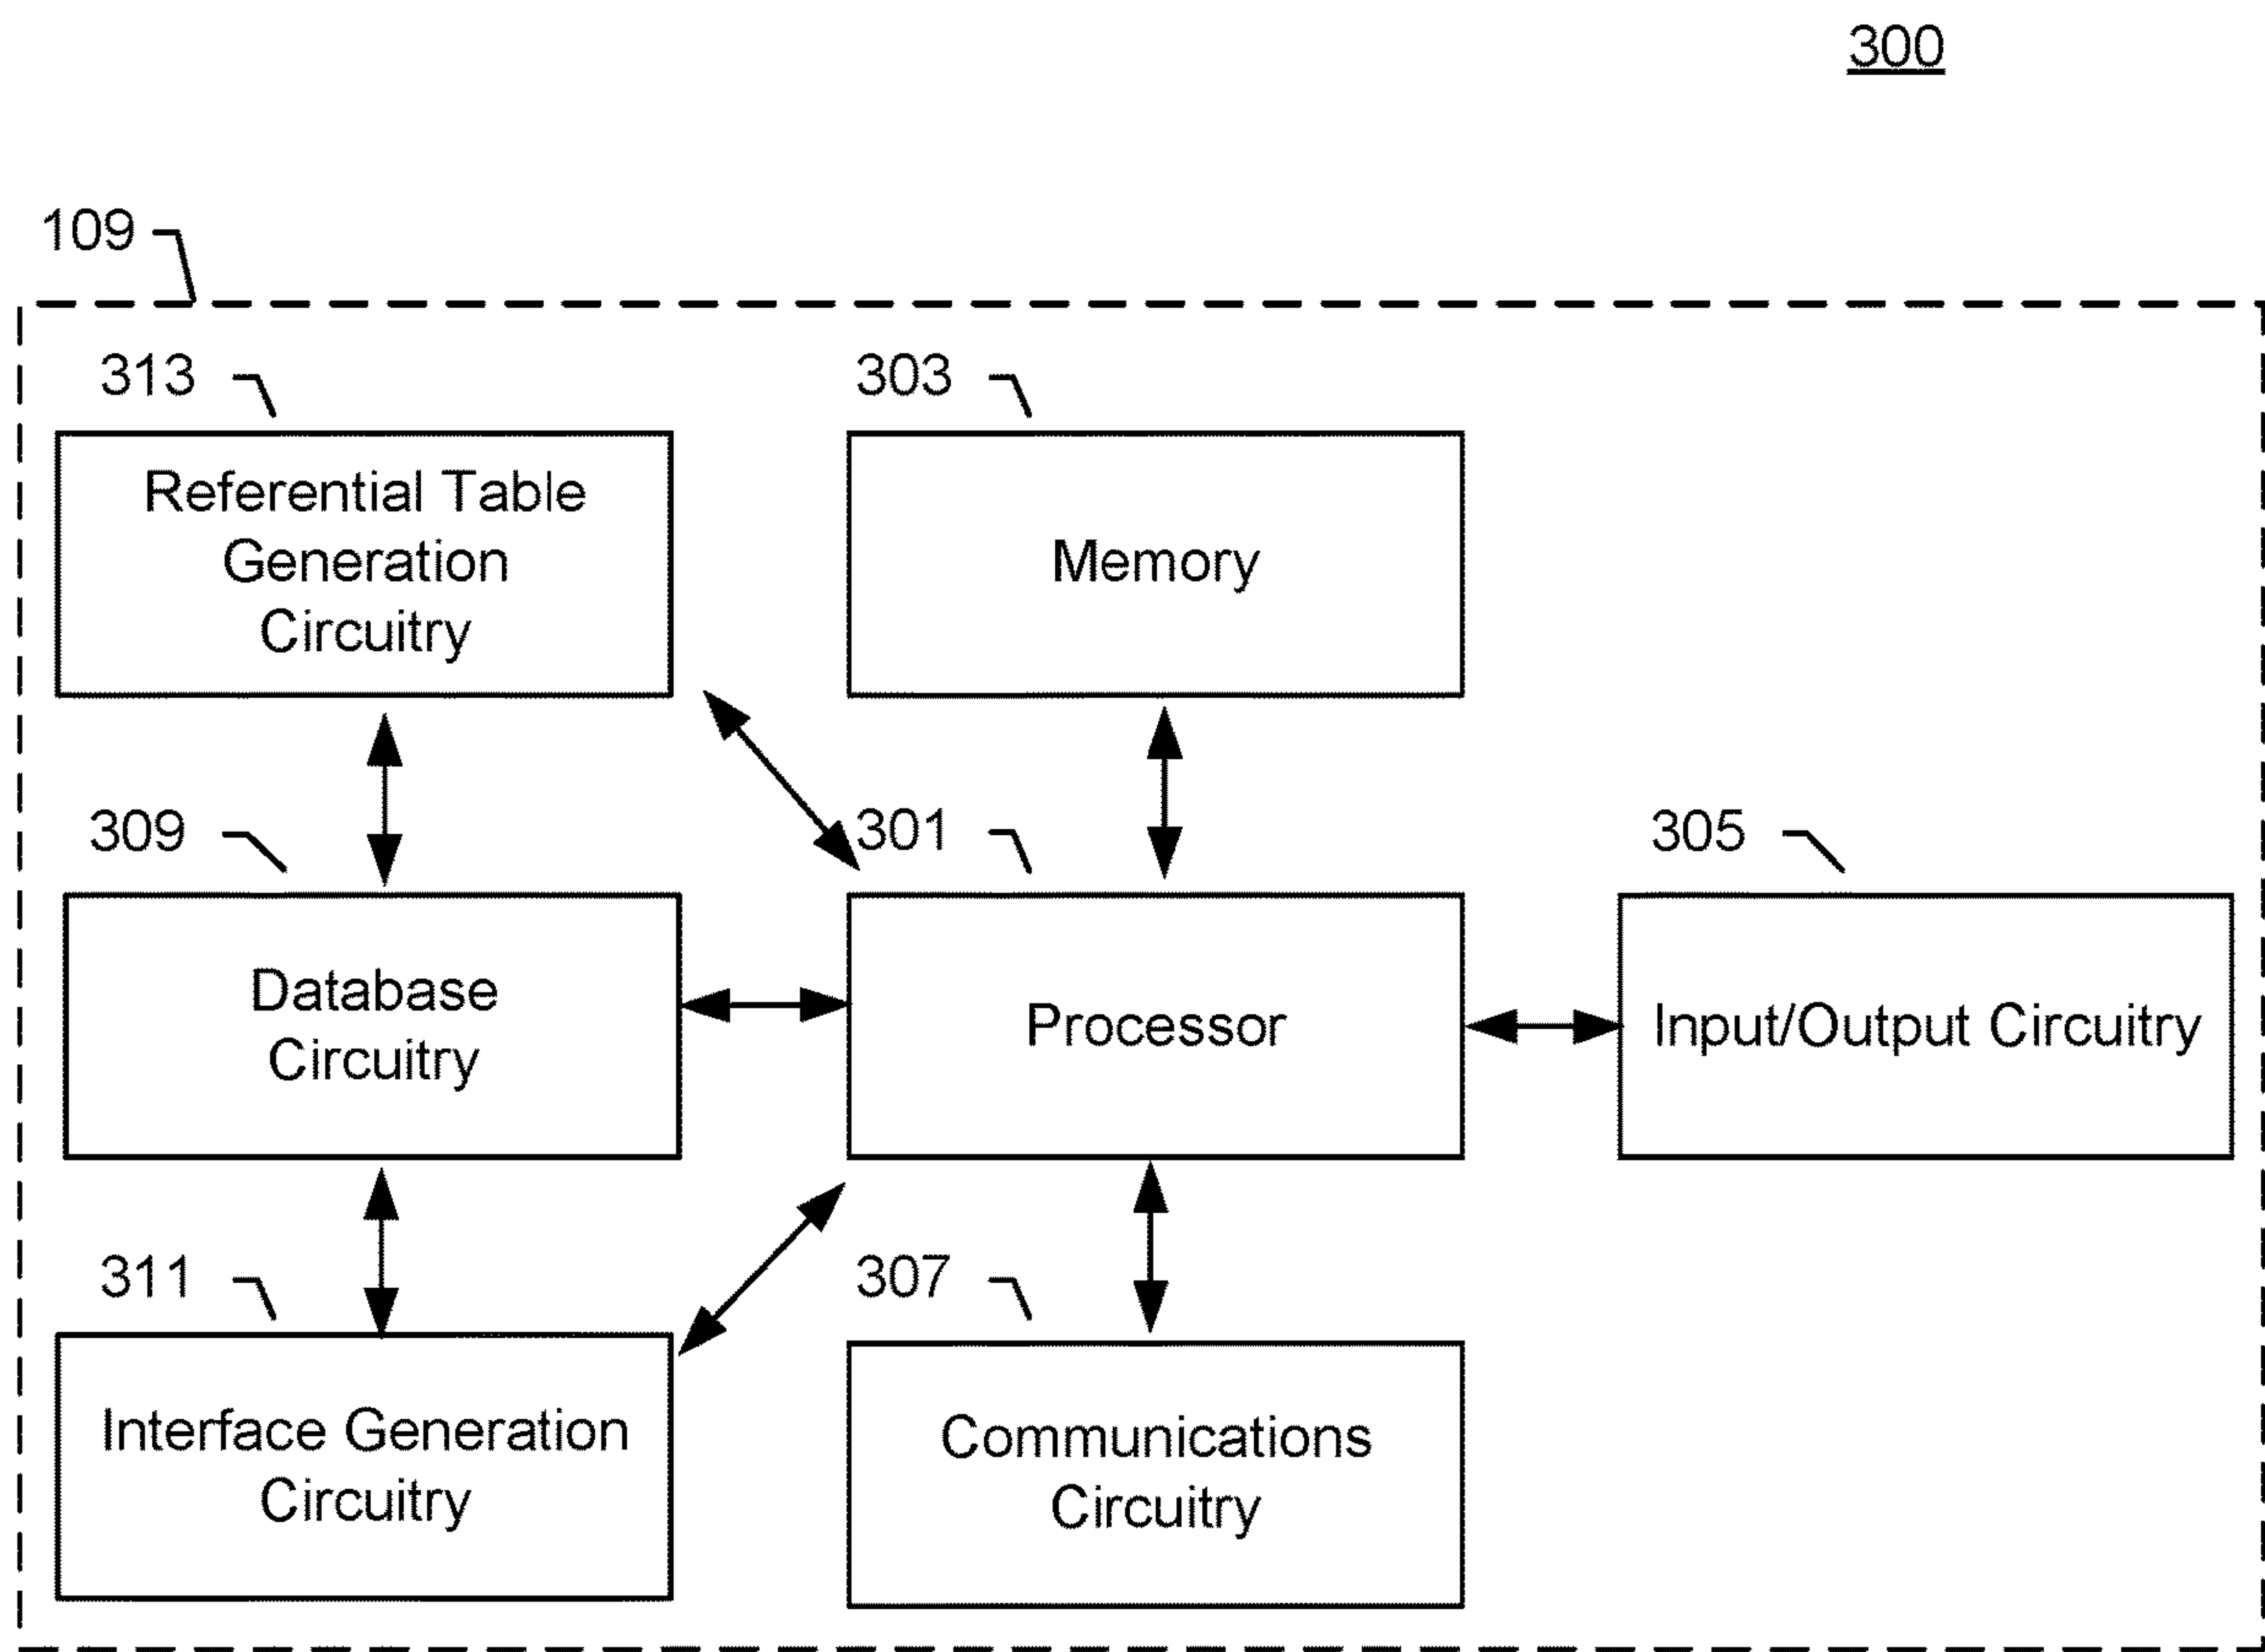 300
109
313
303
Referential Table
Generation
Circuitry
Memory
309
301
305
Database
Circuitry
Processor
Input/Output Circuitry
311
307
Interface Generation
Circuitry
Communications
Circuitry